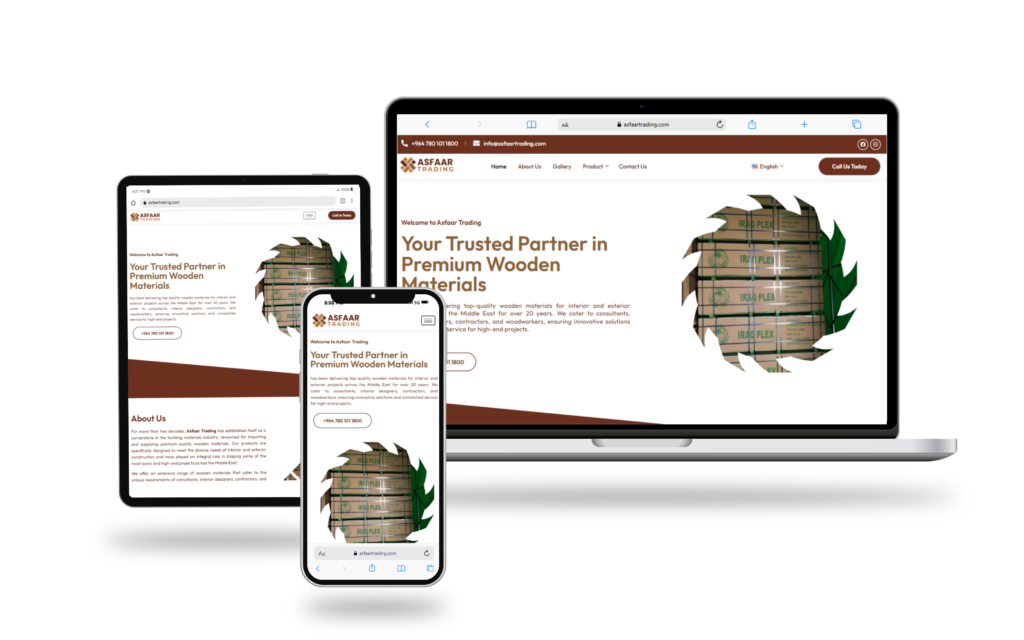 asfaartrading.com
+964 780 101 1800
info@asfaartrading.com
ASFAAR
TRADING
Home
About Us
Gallery
Product
Contact Us
English
Call Us Today
Welcome to Asfaar Trading
Your Trusted Partner in
Premium Wooden
Materials
ering top-quality wooden materials for interior and exterior
the Middle East for over 20 years. We cater to consultants,
rs, contractors, and woodworkers, ensuring innovative solutions
service for high-end projects.
1800
IRAQ PLEX
IRAQ PLEX
IRAQ PLEX
IRAQ PLEX
asfaartrading.com
ASFAAR
TRADING
Call Us Today
Welcome to Asfaar Trading
Your Trusted Partner in
Premium Wooden
Materials
has been delivering top-quality wooden materials for interior and
exterior projects across the Middle East for over 20 years. We
cater to consultants, interior designers, contractors, and
woodworkers, ensuring innovative solutions and unmatched
service for high-end projects.
+964 780 101 1800
About Us
For more than two decades, Asfaar Trading has established itself as a
cornerstone in the building materials industry, renowned for importing
and supplying premium-quality wooden materials. Our products are
specifically designed to meet the diverse needs of interior and exterior
construction and have played an integral role in shaping some of the
most iconic and high-end projects across the Middle East.
We offer an extensive range of wooden materials that cater to the
unique requirements of consultants, interior designers, contractors, and
ASFAAR
TRADING
Welcome to Asfaar Trading
Your Trusted Partner in
Premium Wooden Materials
has been delivering top-quality wooden materials for interior and
exterior projects across the Middle East for over 20 years. We
cater to consultants, interior designers, contractors, and
woodworkers, ensuring innovative solutions and unmatched service
for high-end projects.
+964 780 101 1800
IRAQ PLEX
IRAQ PLEX
AA
asfaartrading.com